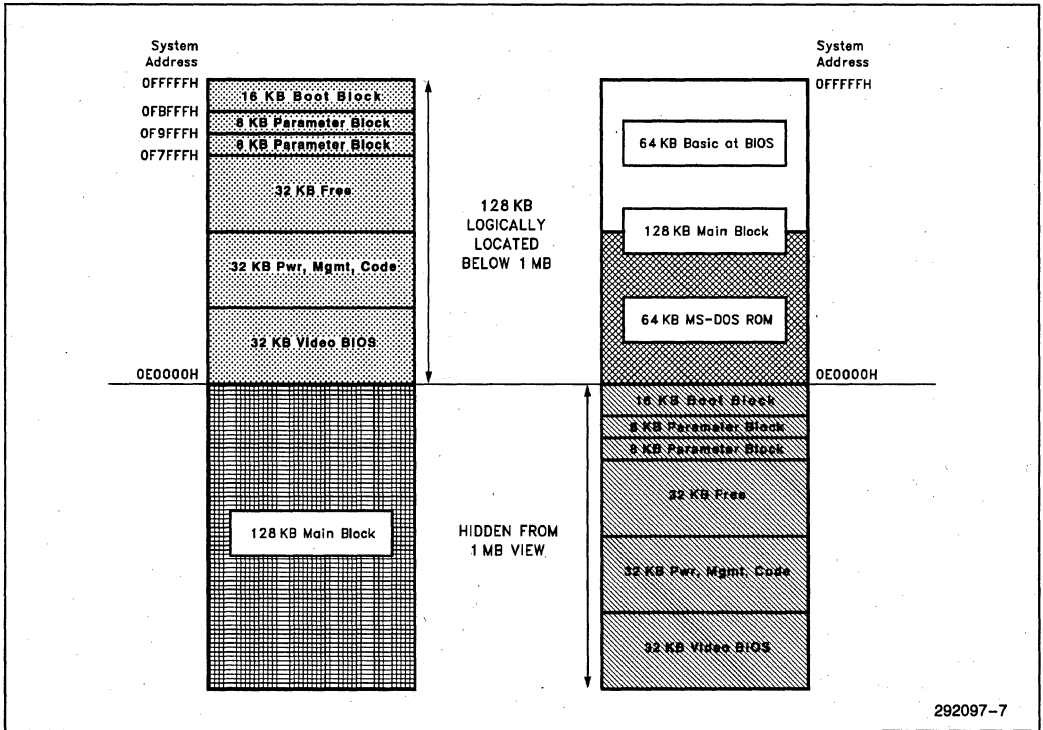 System
Address
0FFFFFH
16 KB Boot Block
0FBFFFH
8 KB Parameter Block
0F9FFFH
8 KB Parameter Block
0F7FFFH
32 KB Free
32 KB Pwr, Mgmt, Code
32 KB Video BIOS
0E0000H
128 KB Main Block
128 KB
LOGICALLY
LOCATED
BELOW 1 MB
HIDDEN FROM
1 MB VIEW
System
Address
0FFFFFH
64 KB Basic at BIOS
128 KB Main Block
64 KB MS-DOS ROM
0E0000H
16 KB Boot Block
8 KB Parameter Block
8 KB Parameter Block
32 KB Free
32 KB Pwr, Mgmt, Code
32 KB Video BIOS
292097-7